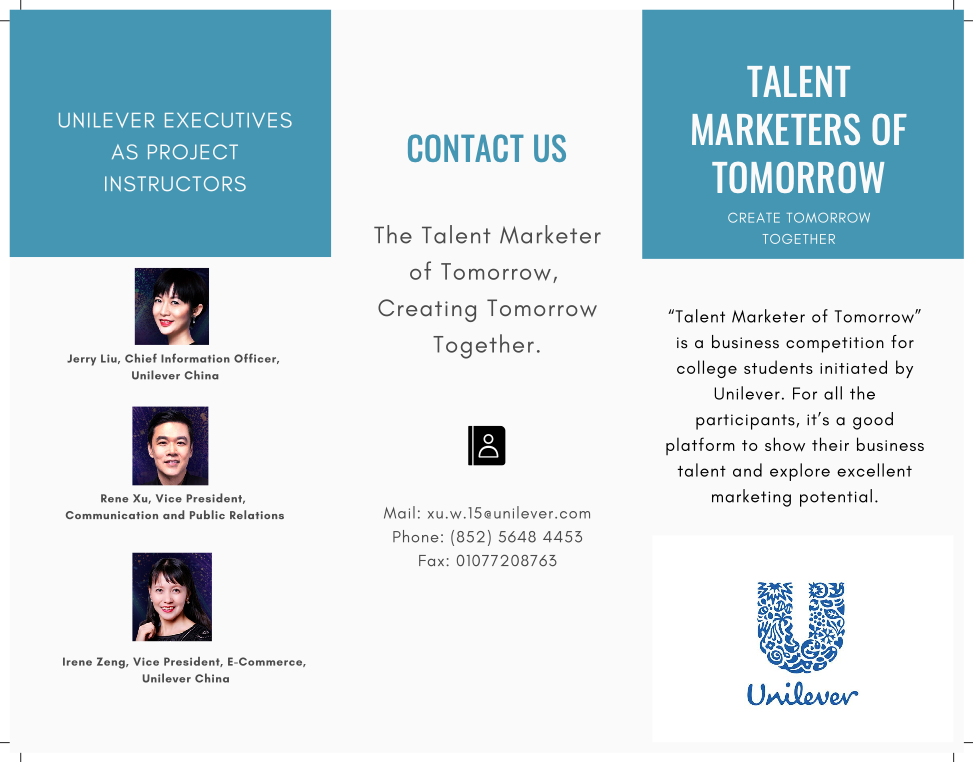 UNILEVER EXECUTIVES
AS PROJECT
INSTRUCTORS
Jerry Liu, Chief Information Officer,
Unilever China
Rene Xu, Vice President,
Communication and Public Relations
Irene Zeng, Vice President, E-Commerce,
Unilever China
CONTACT US
The Talent Marketer
of Tomorrow,
Creating Tomorrow
Together.
Mail: xu.w.15@unilever.com
Phone: (852) 5648 4453
Fax: 01077208763
TALENT
MARKETERS OF
TOMORROW
CREATE TOMORROW
TOGETHER
“Talent Marketer of Tomorrow”
is a business competition for
college students initiated by
Unilever. For all the
participants, it’s a good
platform to show their business
talent and explore excellent
marketing potential.
Unilever